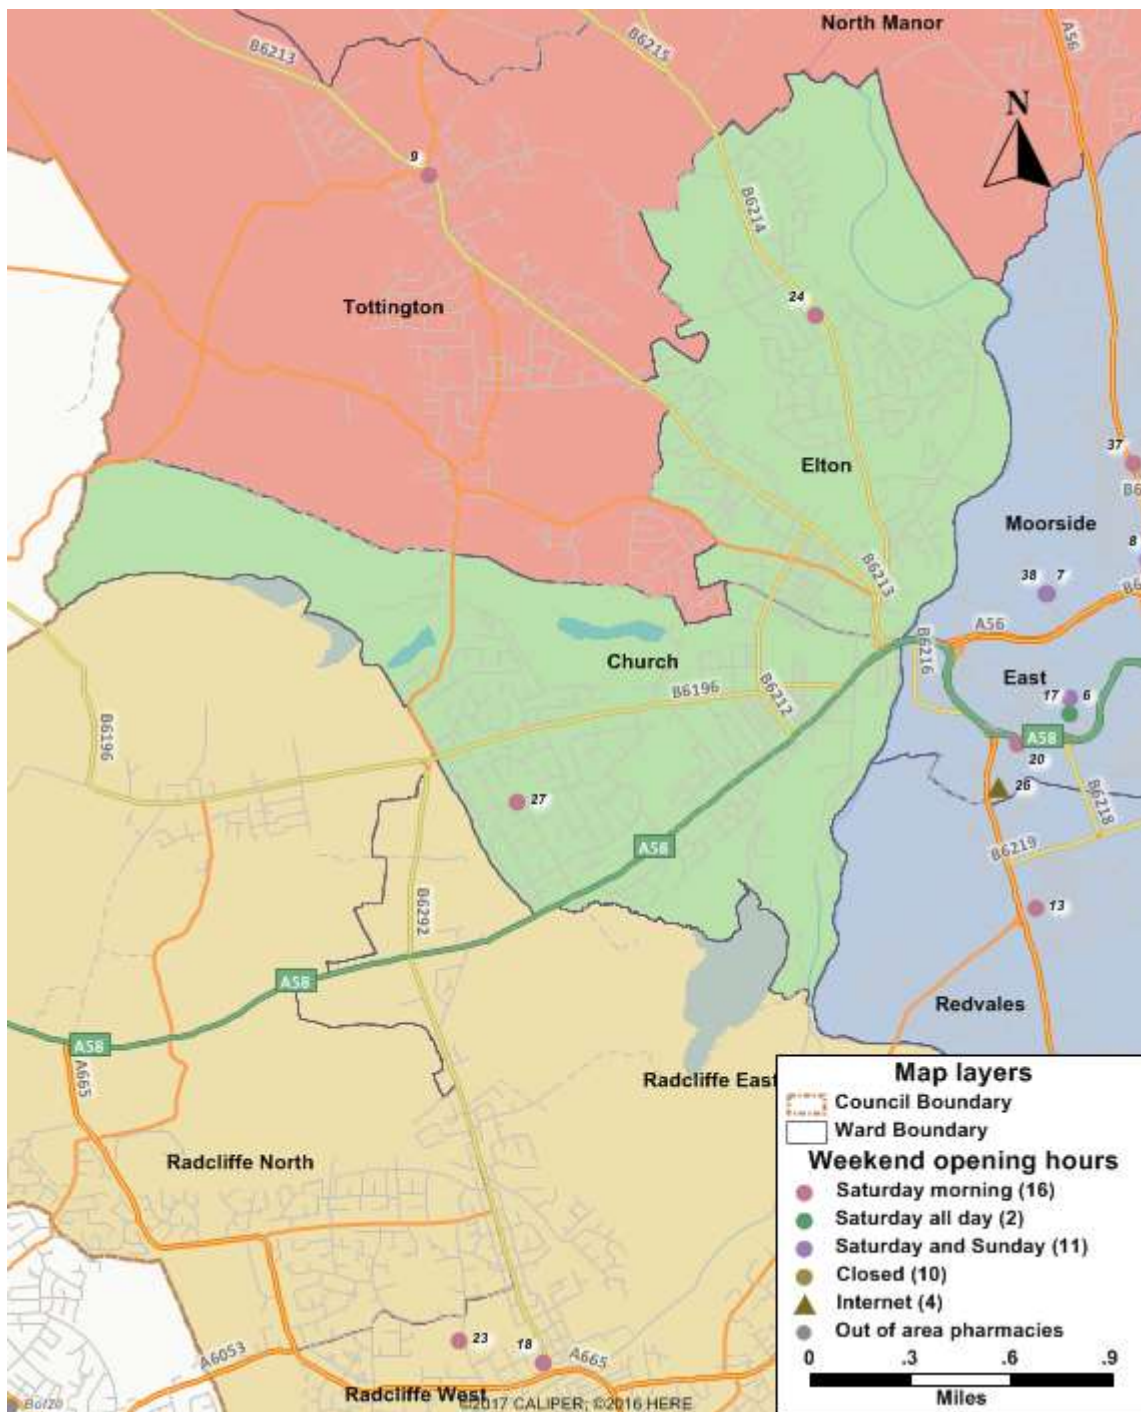 North Manor
B6213
B6215
A56
N
9
B6214
24
Tottington
Elton
37
B6
Moorside
8
38 7
B6213
B6
A56
B6216
Church
East
B6196
B6212
17 6
B6196
A58
20
27
26
B6218
A58
B6219
B6292
13
A58
Redvales
A58
A665
Radcliffe East
Radcliffe North
23
18
A665
A6053
Radcliffe West
©2017 CALIPER; ©2016 HERE
Map layers
Council Boundary
Ward Boundary
Weekend opening hours
Saturday morning (16)
Saturday all day (2)
Saturday and Sunday (11)
Closed (10)
Internet (4)
Out of area pharmacies
0 .3 .6 .9
Miles